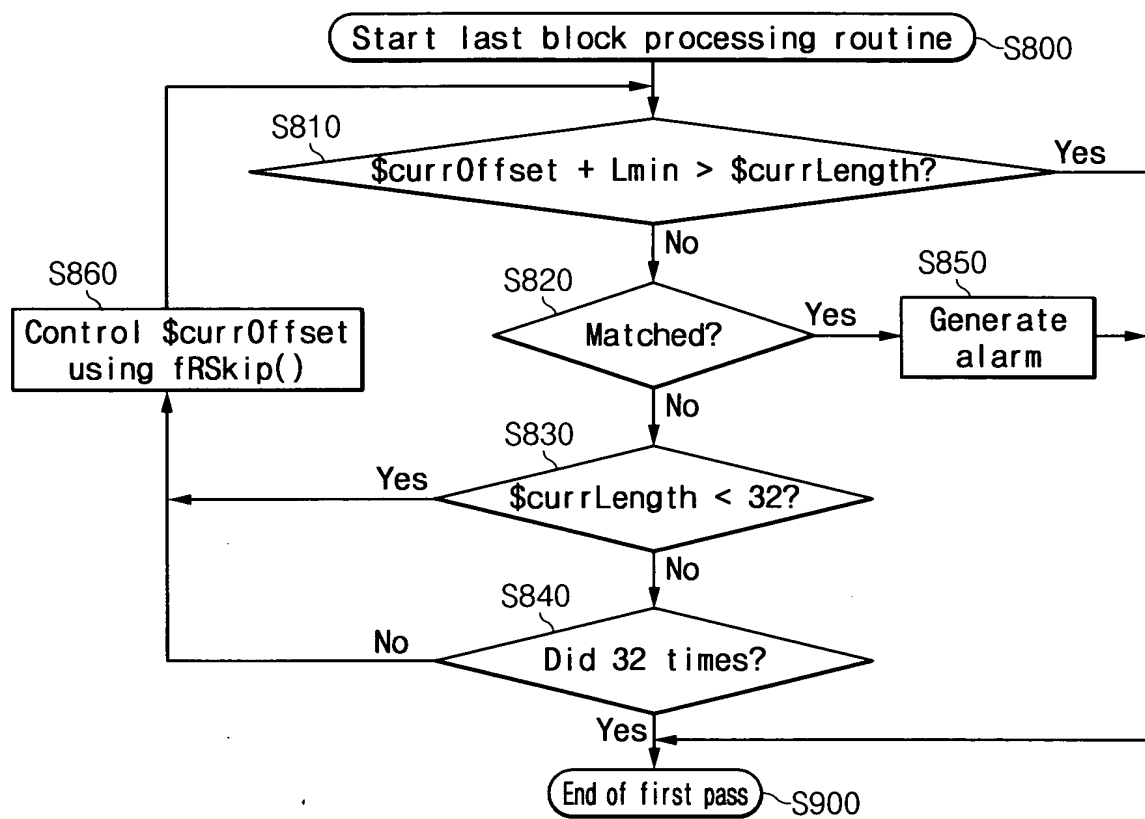 Start last block processing routine
S800
S810
$currOffset + Lmin > $currLength?
Yes
No
S860
Control $currOffset
using fRSkip()
S820
Matched?
Yes
S850
Generate
alarm
No
S830
Yes
$currLength < 32?
No
S840
No
Did 32 times?
Yes
End of first pass
S900